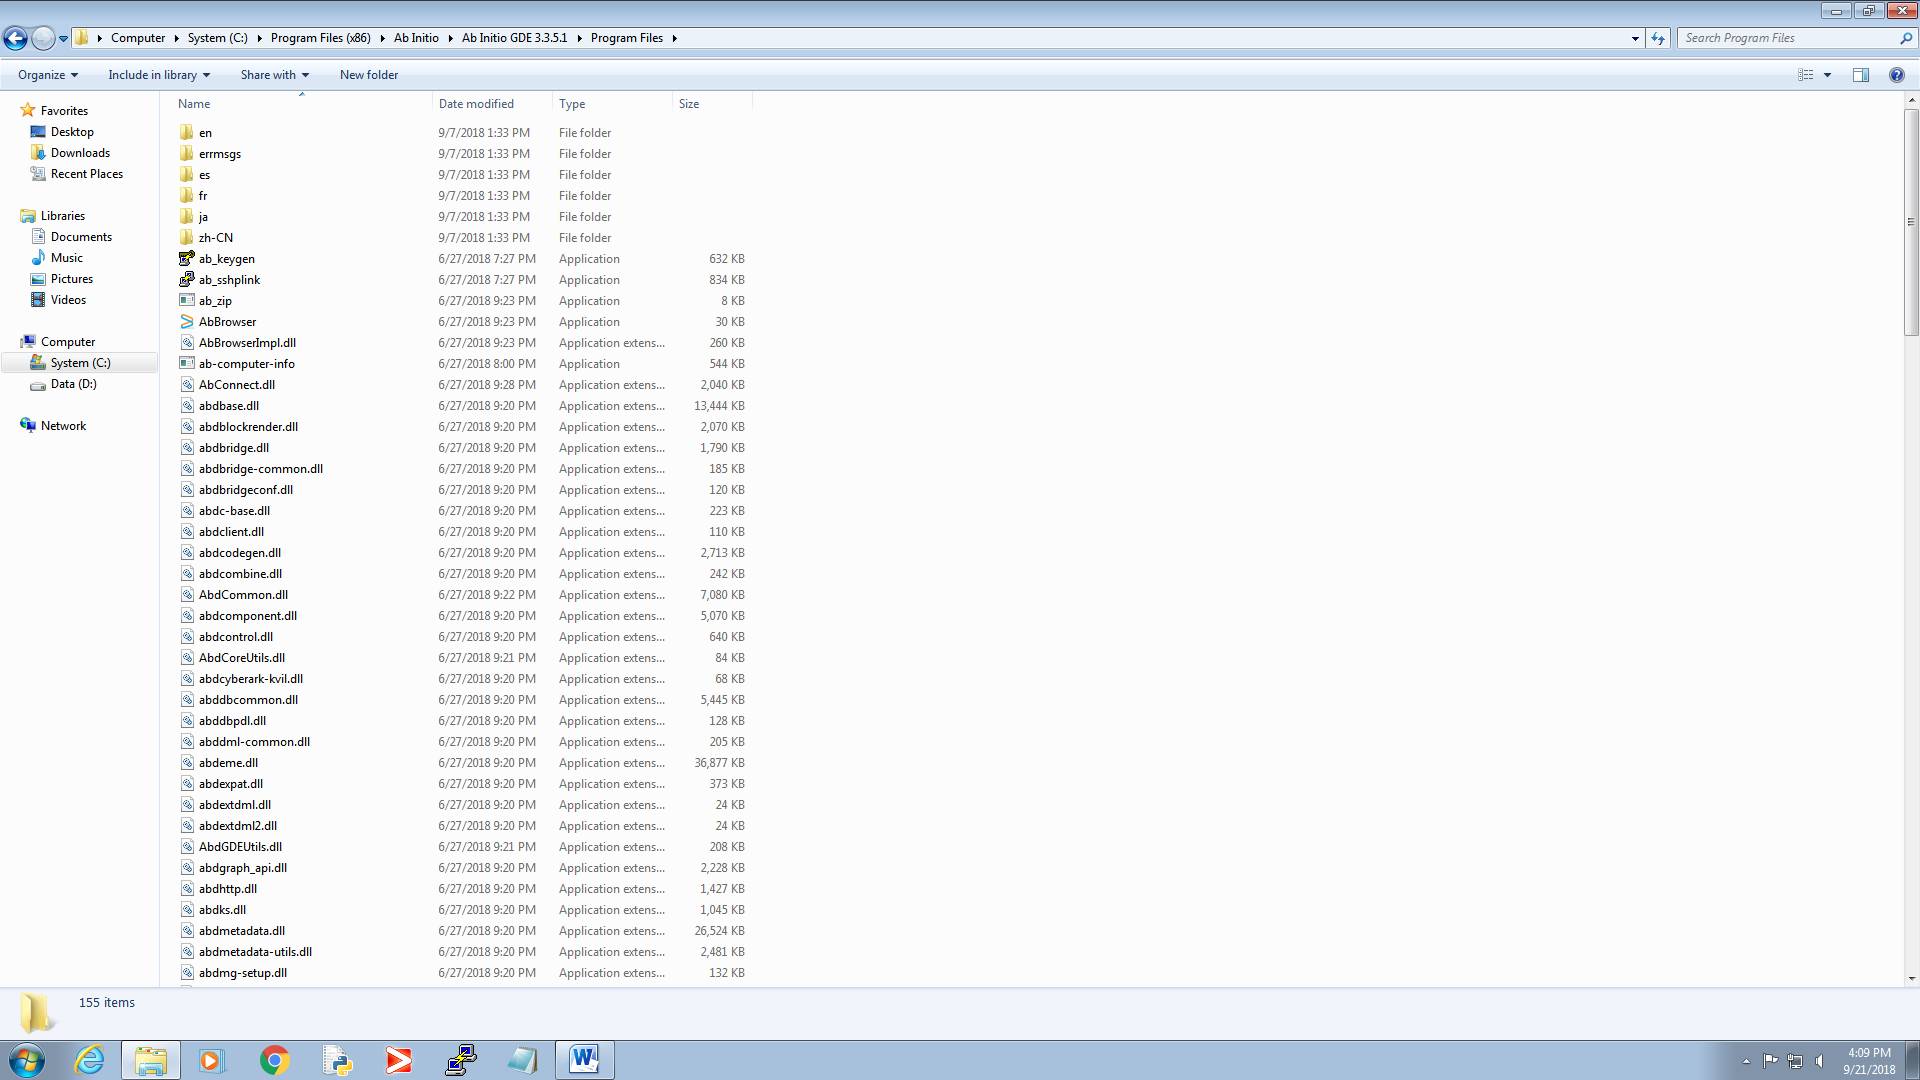 Computer System (C:) Program Files (x86) Ab Initio Ab Initio GDE 3.3.5.1 Program Files Search Program Files
Organize Include in library Share with New folder
Name Date modified Type Size
Favorites
Desktop
Downloads
Recent Places
Libraries
Documents
Music
Pictures
Videos
Computer
System (C:)
Data (D:)
Network
en 9/7/2018 1:33 PM File folder
errmsgs 9/7/2018 1:33 PM File folder
es 9/7/2018 1:33 PM File folder
fr 9/7/2018 1:33 PM File folder
ja 9/7/2018 1:33 PM File folder
zh-CN 9/7/2018 1:33 PM File folder
ab_keygen 6/27/2018 7:27 PM Application 632 KB
ab_sshplink 6/27/2018 7:27 PM Application 834 KB
ab_zip 6/27/2018 9:23 PM Application 8 KB
AbBrowser 6/27/2018 9:23 PM Application 30 KB
AbBrowserImpl.dll 6/27/2018 9:23 PM Application extens... 260 KB
ab-computer-info 6/27/2018 8:00 PM Application 544 KB
AbConnect.dll 6/27/2018 9:28 PM Application extens... 2,040 KB
abdbase.dll 6/27/2018 9:20 PM Application extens... 13,444 KB
abdblockrender.dll 6/27/2018 9:20 PM Application extens... 2,070 KB
abdbridge.dll 6/27/2018 9:20 PM Application extens... 1,790 KB
abdbridge-common.dll 6/27/2018 9:20 PM Application extens... 185 KB
abdbridgeconf.dll 6/27/2018 9:20 PM Application extens... 120 KB
abdc-base.dll 6/27/2018 9:20 PM Application extens... 223 KB
abdclient.dll 6/27/2018 9:20 PM Application extens... 110 KB
abdcodegen.dll 6/27/2018 9:20 PM Application extens... 2,713 KB
abdcombine.dll 6/27/2018 9:20 PM Application extens... 242 KB
AbdCommon.dll 6/27/2018 9:22 PM Application extens... 7,080 KB
abdcomponent.dll 6/27/2018 9:20 PM Application extens... 5,070 KB
abdcontrol.dll 6/27/2018 9:20 PM Application extens... 640 KB
AbdCoreUtils.dll 6/27/2018 9:21 PM Application extens... 84 KB
abdcyberark-kvil.dll 6/27/2018 9:20 PM Application extens... 68 KB
abddbcommon.dll 6/27/2018 9:20 PM Application extens... 5,445 KB
abddbpdl.dll 6/27/2018 9:20 PM Application extens... 128 KB
abddml-common.dll 6/27/2018 9:20 PM Application extens... 205 KB
abdeme.dll 6/27/2018 9:20 PM Application extens... 36,877 KB
abdexpat.dll 6/27/2018 9:20 PM Application extens... 373 KB
abdextdml.dll 6/27/2018 9:20 PM Application extens... 24 KB
abdextdml2.dll 6/27/2018 9:20 PM Application extens... 24 KB
AbdGDEUtils.dll 6/27/2018 9:21 PM Application extens... 208 KB
abdgraph_api.dll 6/27/2018 9:20 PM Application extens... 2,228 KB
abdhttp.dll 6/27/2018 9:20 PM Application extens... 1,427 KB
abdks.dll 6/27/2018 9:20 PM Application extens... 1,045 KB
abdmetadata.dll 6/27/2018 9:20 PM Application extens... 26,524 KB
abdmetadata-utils.dll 6/27/2018 9:20 PM Application extens... 2,481 KB
abdmg-setup.dll 6/27/2018 9:20 PM Application extens... 132 KB
155 items
4:09 PM
9/21/2018